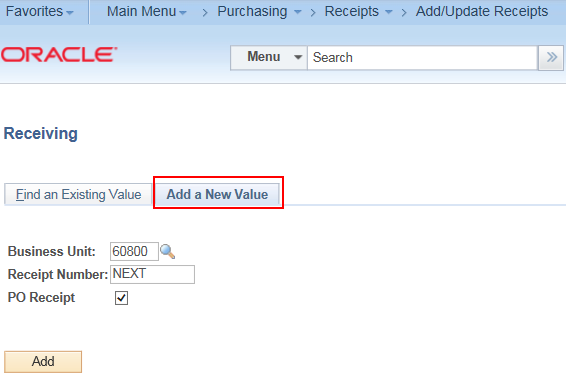 Favorites Main Menu > Purchasing > Receipts > Add/Update Receipts
ORACLE
Menu Search
Receiving
Find an Existing Value Add a New Value
Business Unit: 60800
Receipt Number: NEXT
PO Receipt
Add